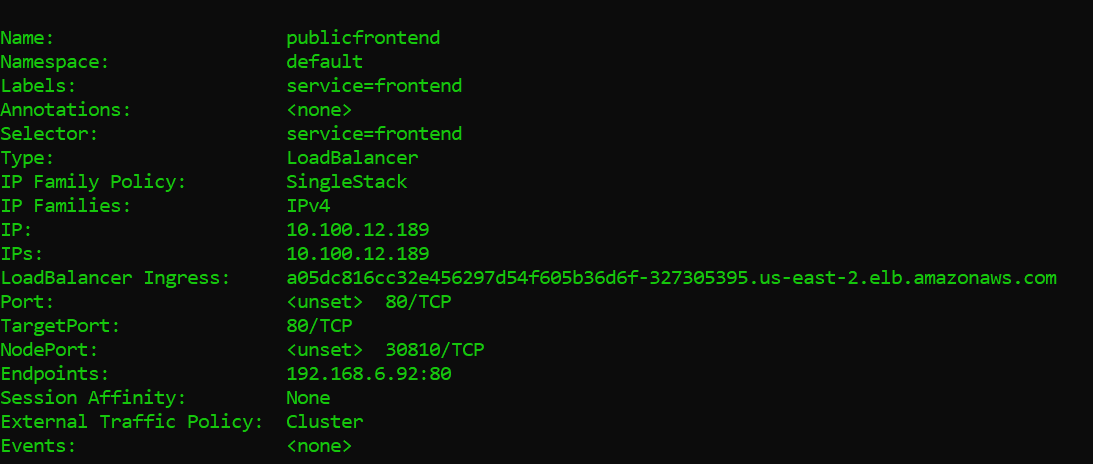 Name:                     publicfrontend
Namespace:                default
Labels:                   service=frontend
Annotations:              <none>
Selector:                 service=frontend
Type:                     LoadBalancer
IP Family Policy:         SingleStack
IP Families:              IPv4
IP:                       10.100.12.189
IPs:                      10.100.12.189
LoadBalancer Ingress:     a05dc816cc32e456297d54f605b36d6f-327305395.us-east-2.elb.amazonaws.com
Port:                     <unset>  80/TCP
TargetPort:               80/TCP
NodePort:                 <unset>  30810/TCP
Endpoints:                192.168.6.92:80
Session Affinity:         None
External Traffic Policy:  Cluster
Events:                   <none>